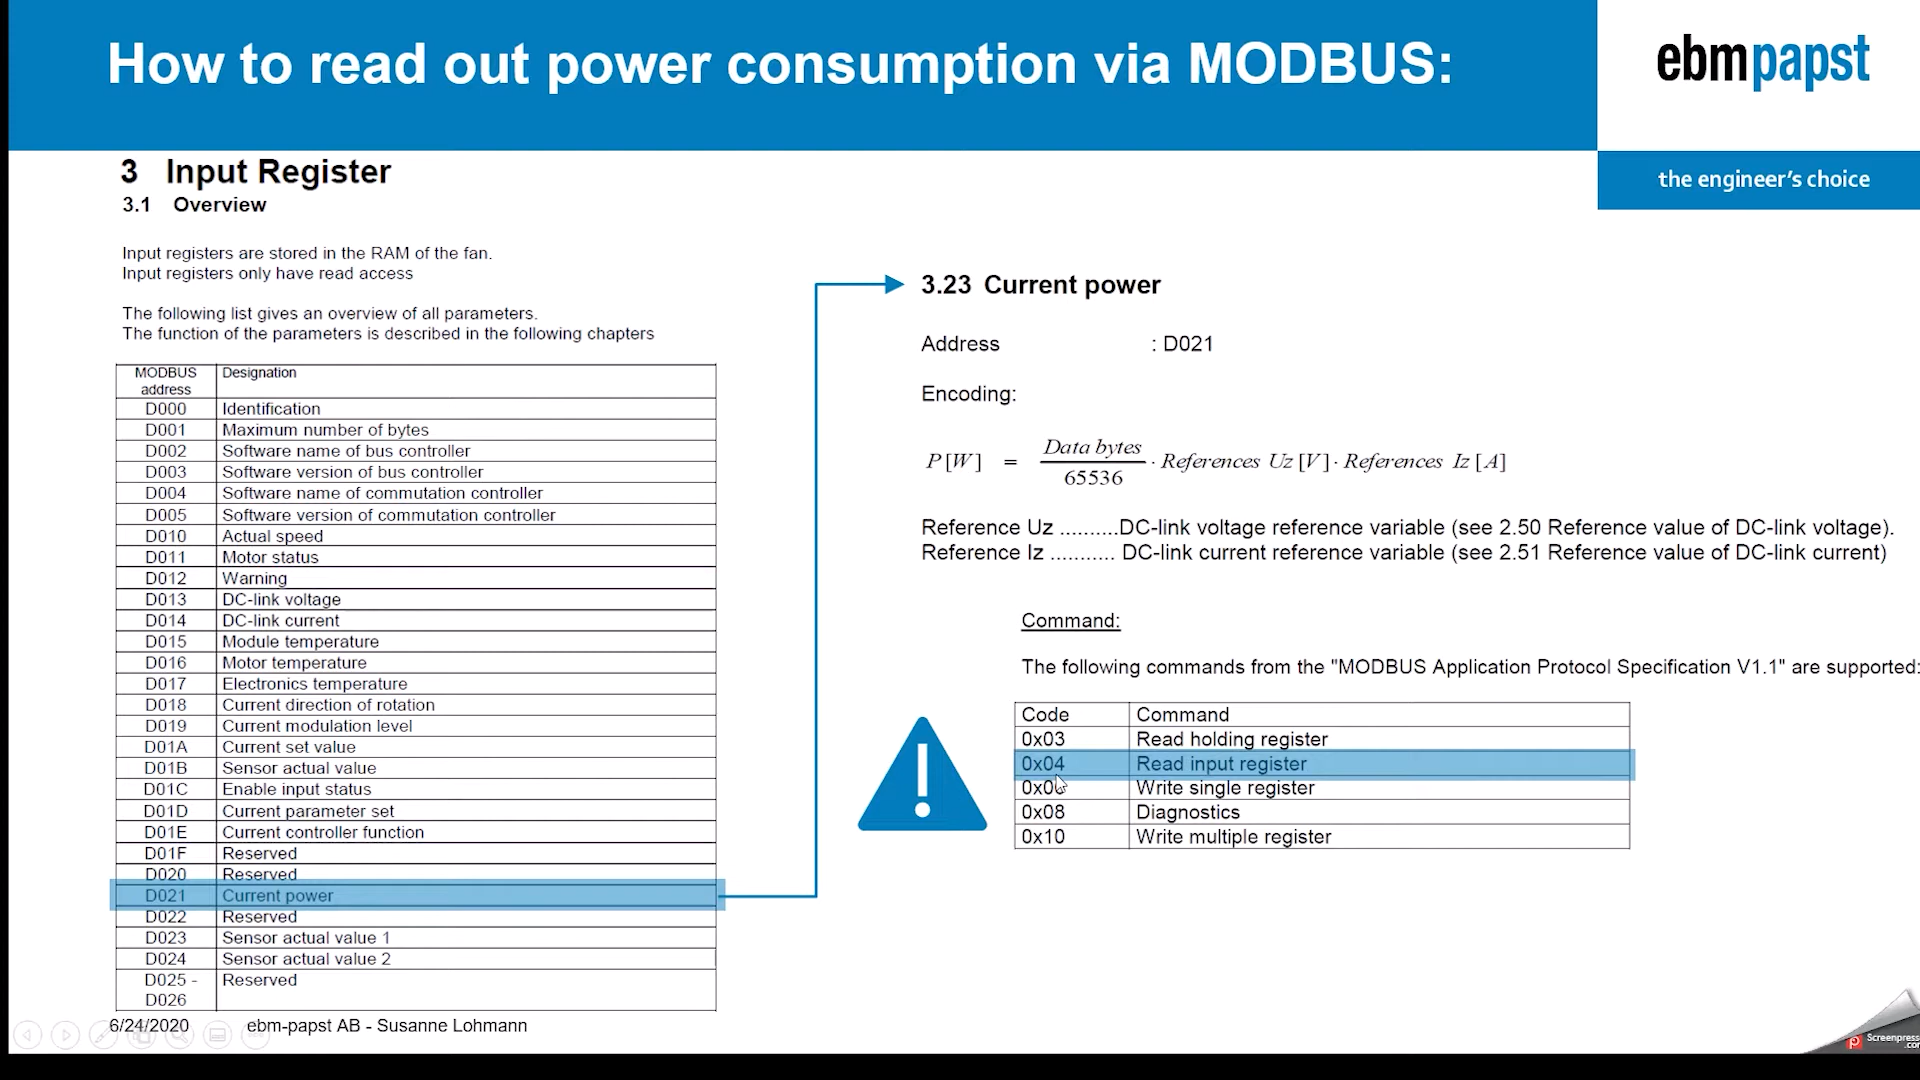 How to read out power consumption via MODBUS:
ebmpapst
the engineer's choice
3 Input Register
3.1 Overview
Input registers are stored in the RAM of the fan.
Input registers only have read access
The following list gives an overview of all parameters.
The function of the parameters is described in the following chapters
MODBUS address Designation
D000 Identification
D001 Maximum number of bytes
D002 Software name of bus controller
D003 Software version of bus controller
D004 Software name of commutation controller
D005 Software version of commutation controller
D010 Actual speed
D011 Motor status
D012 Warning
D013 DC-link voltage
D014 DC-link current
D015 Module temperature
D016 Motor temperature
D017 Electronics temperature
D018 Current direction of rotation
D019 Current modulation level
D01A Current set value
D01B Sensor actual value
D01C Enable input status
D01D Current parameter set
D01E Current controller function
D01F Reserved
D020 Reserved
D021 Current power
D022 Reserved
D023 Sensor actual value 1
D024 Sensor actual value 2
D025 - D026 Reserved
3.23 Current power
Address : D021
Encoding:
P [W] = Data bytes / 65536 · References Uz [V] · References Iz [A]
Reference Uz ..........DC-link voltage reference variable (see 2.50 Reference value of DC-link voltage).
Reference Iz ........... DC-link current reference variable (see 2.51 Reference value of DC-link current)
Command:
The following commands from the "MODBUS Application Protocol Specification V1.1" are supported:
Code Command
0x03 Read holding register
0x04 Read input register
Write single register
0x08 Diagnostics
0x10 Write multiple register
6/24/2020 ebm-papst AB - Susanne Lohmann
Screenpress
.com